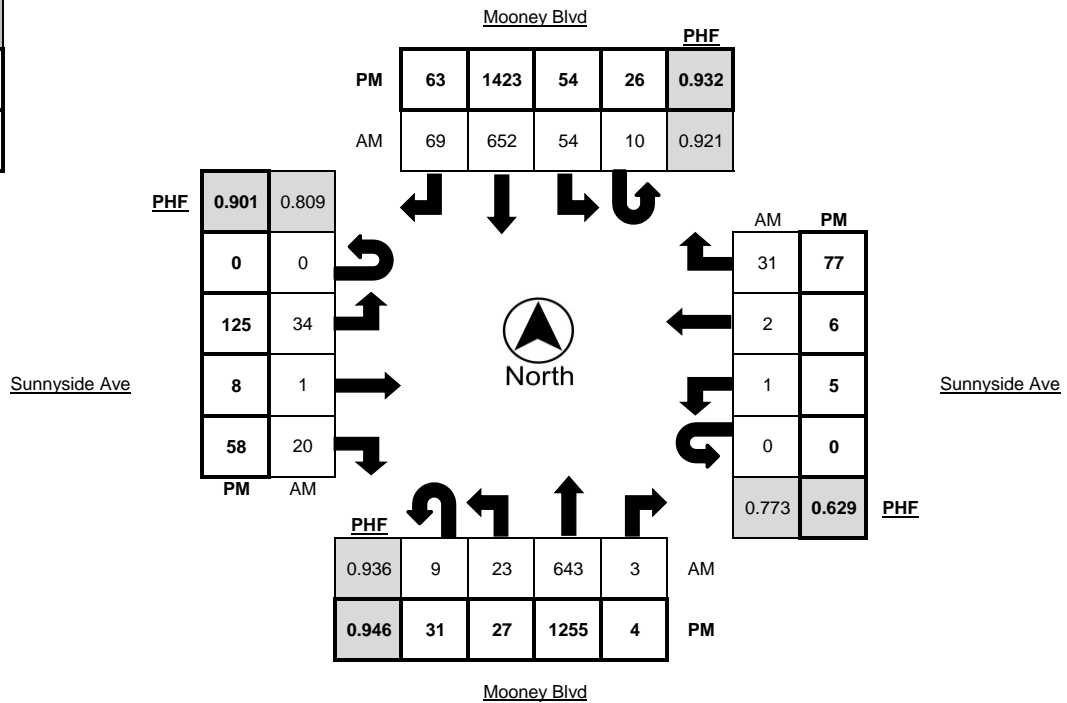 Mooney Blvd
PHF
PM 63 1423 54 26 0.932
AM 69 652 54 10 0.921
PHF 0.901 0.809
0 0
125 34
8 1
58 20
PM AM
Sunnyside Ave
North
AM PM
31 77
2 6
1 5
0 0
0.773 0.629 PHF
Sunnyside Ave
PHF
0.936 9 23 643 3 AM
0.946 31 27 1255 4 PM
Mooney Blvd